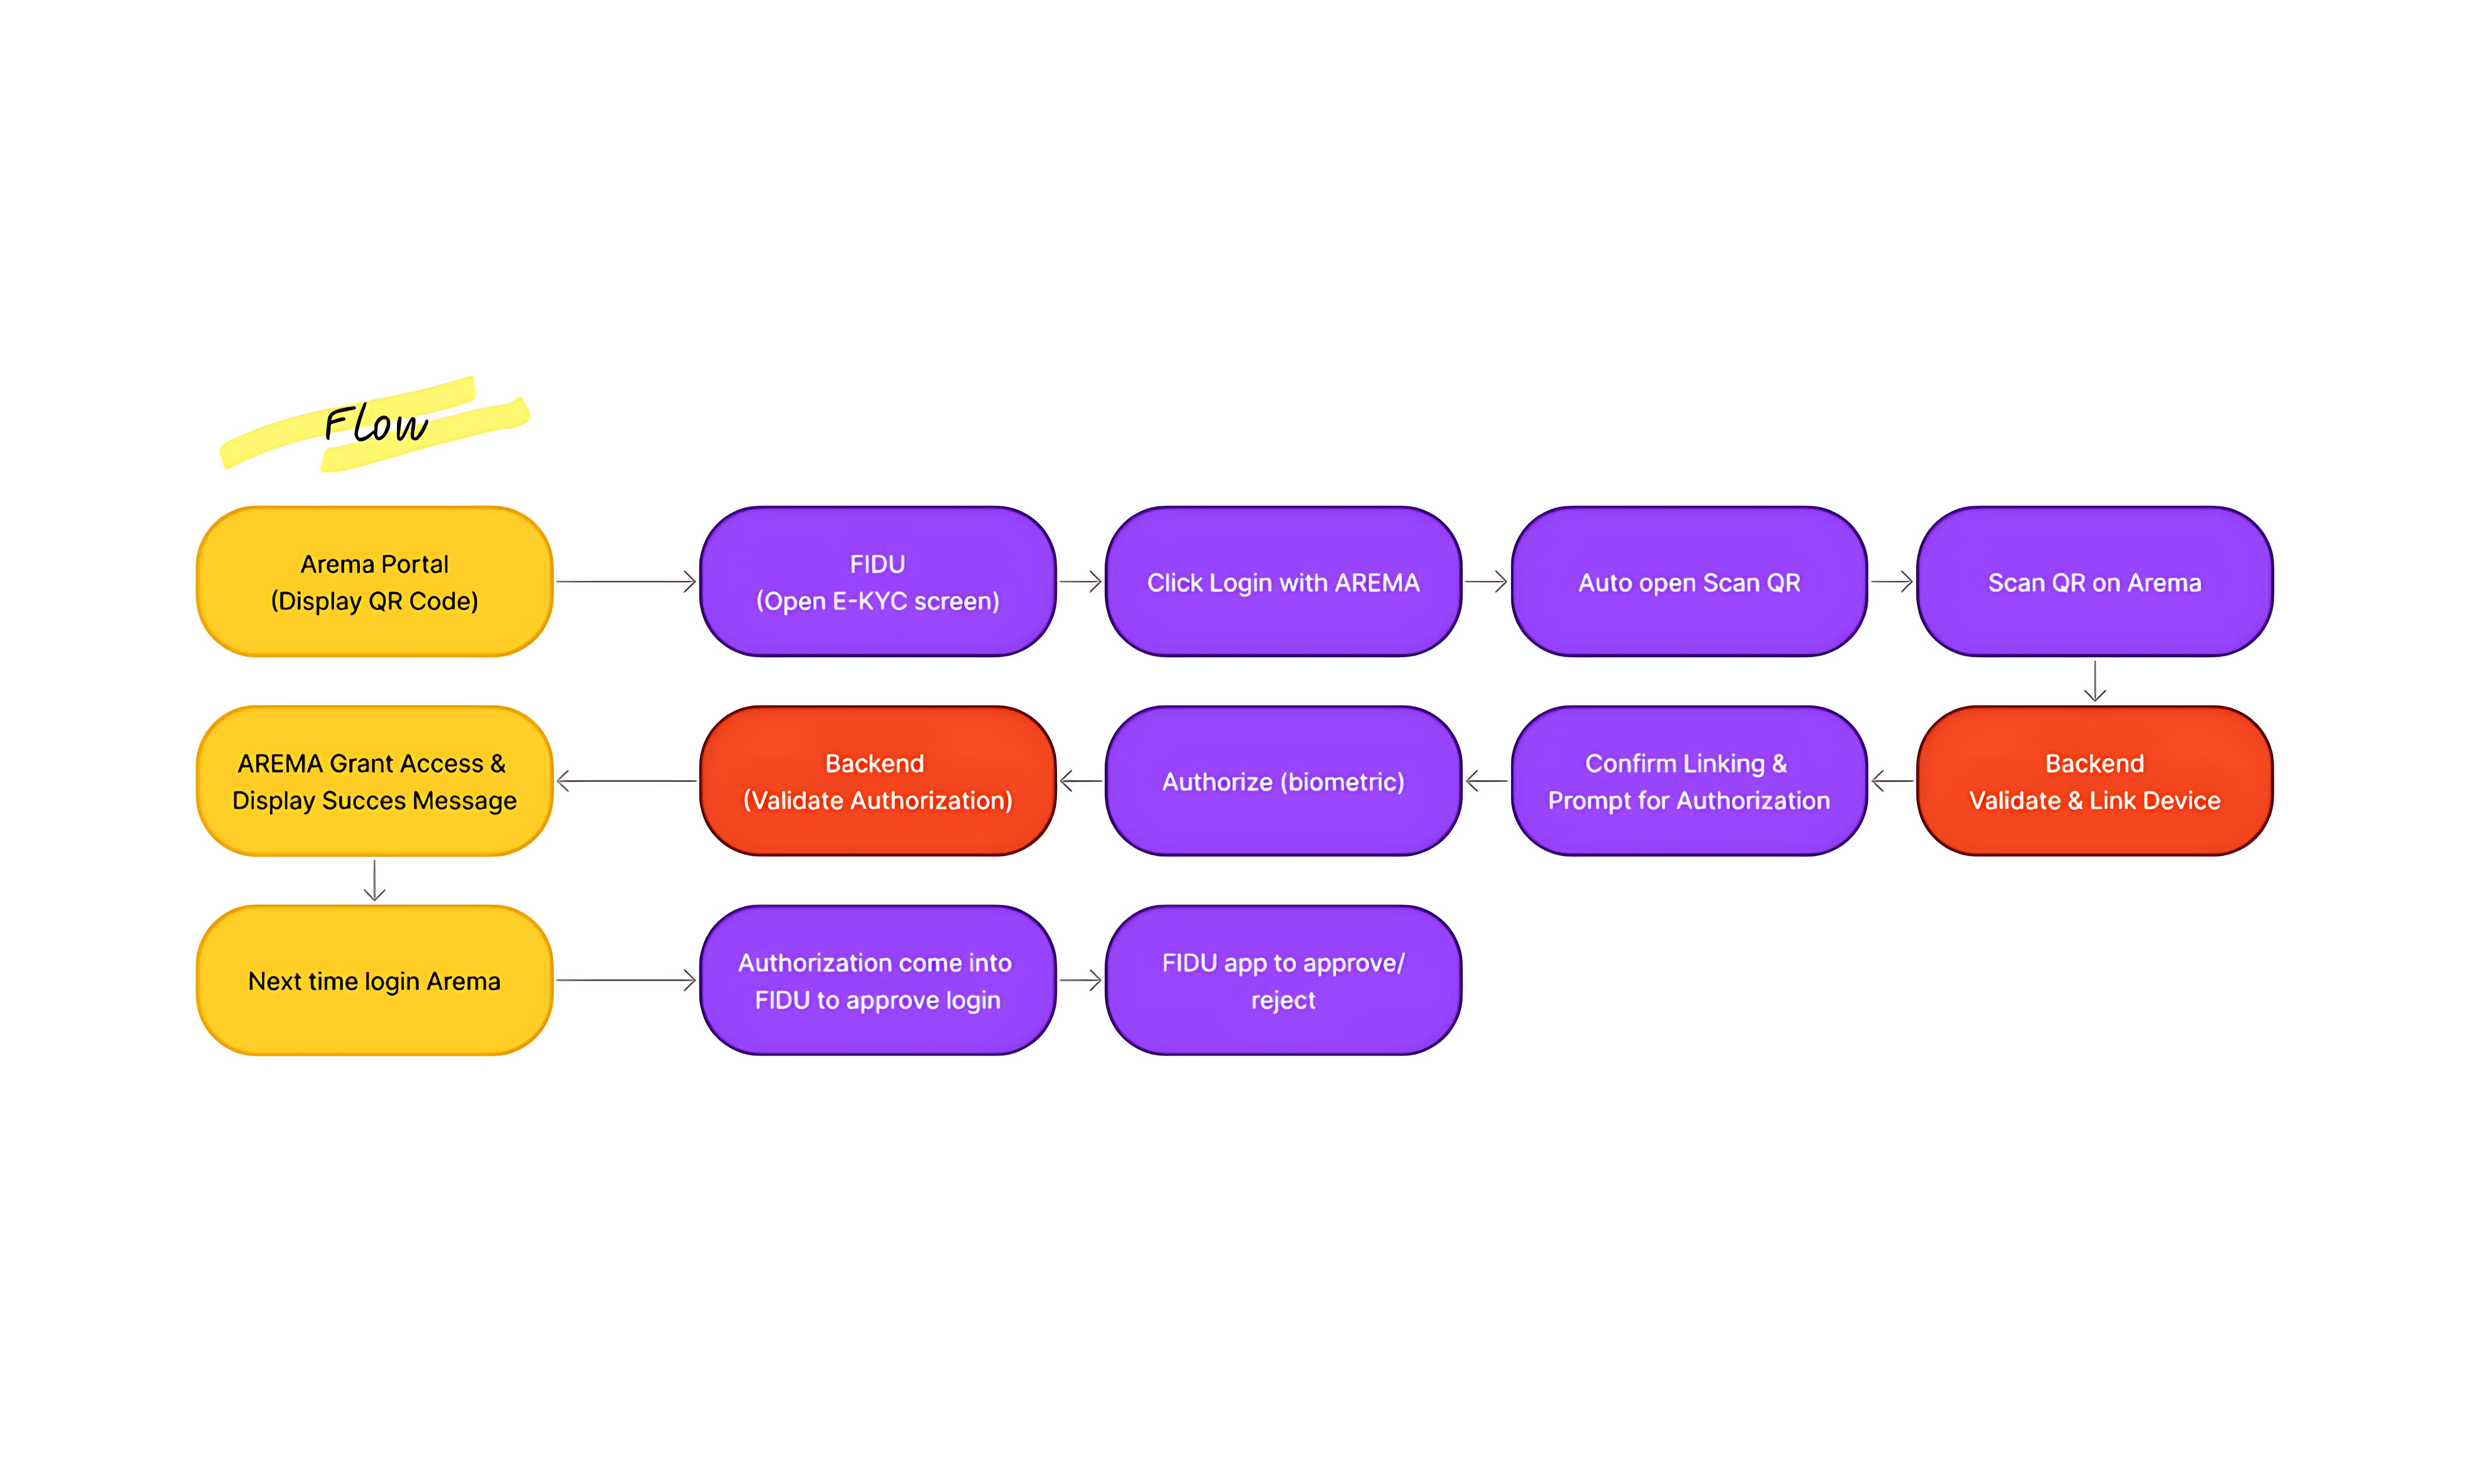 Flow
Arema Portal
(Display QR Code)
FIDU
(Open E-KYC screen)
Click Login with AREMA
Auto open Scan QR
Scan QR on Arema
AREMA Grant Access &
Display Succes Message
Backend
(Validate Authorization)
Authorize (biometric)
Confirm Linking &
Prompt for Authorization
Backend
Validate & Link Device
Next time login Arema
Authorization come into
FIDU to approve login
FIDU app to approve/
reject